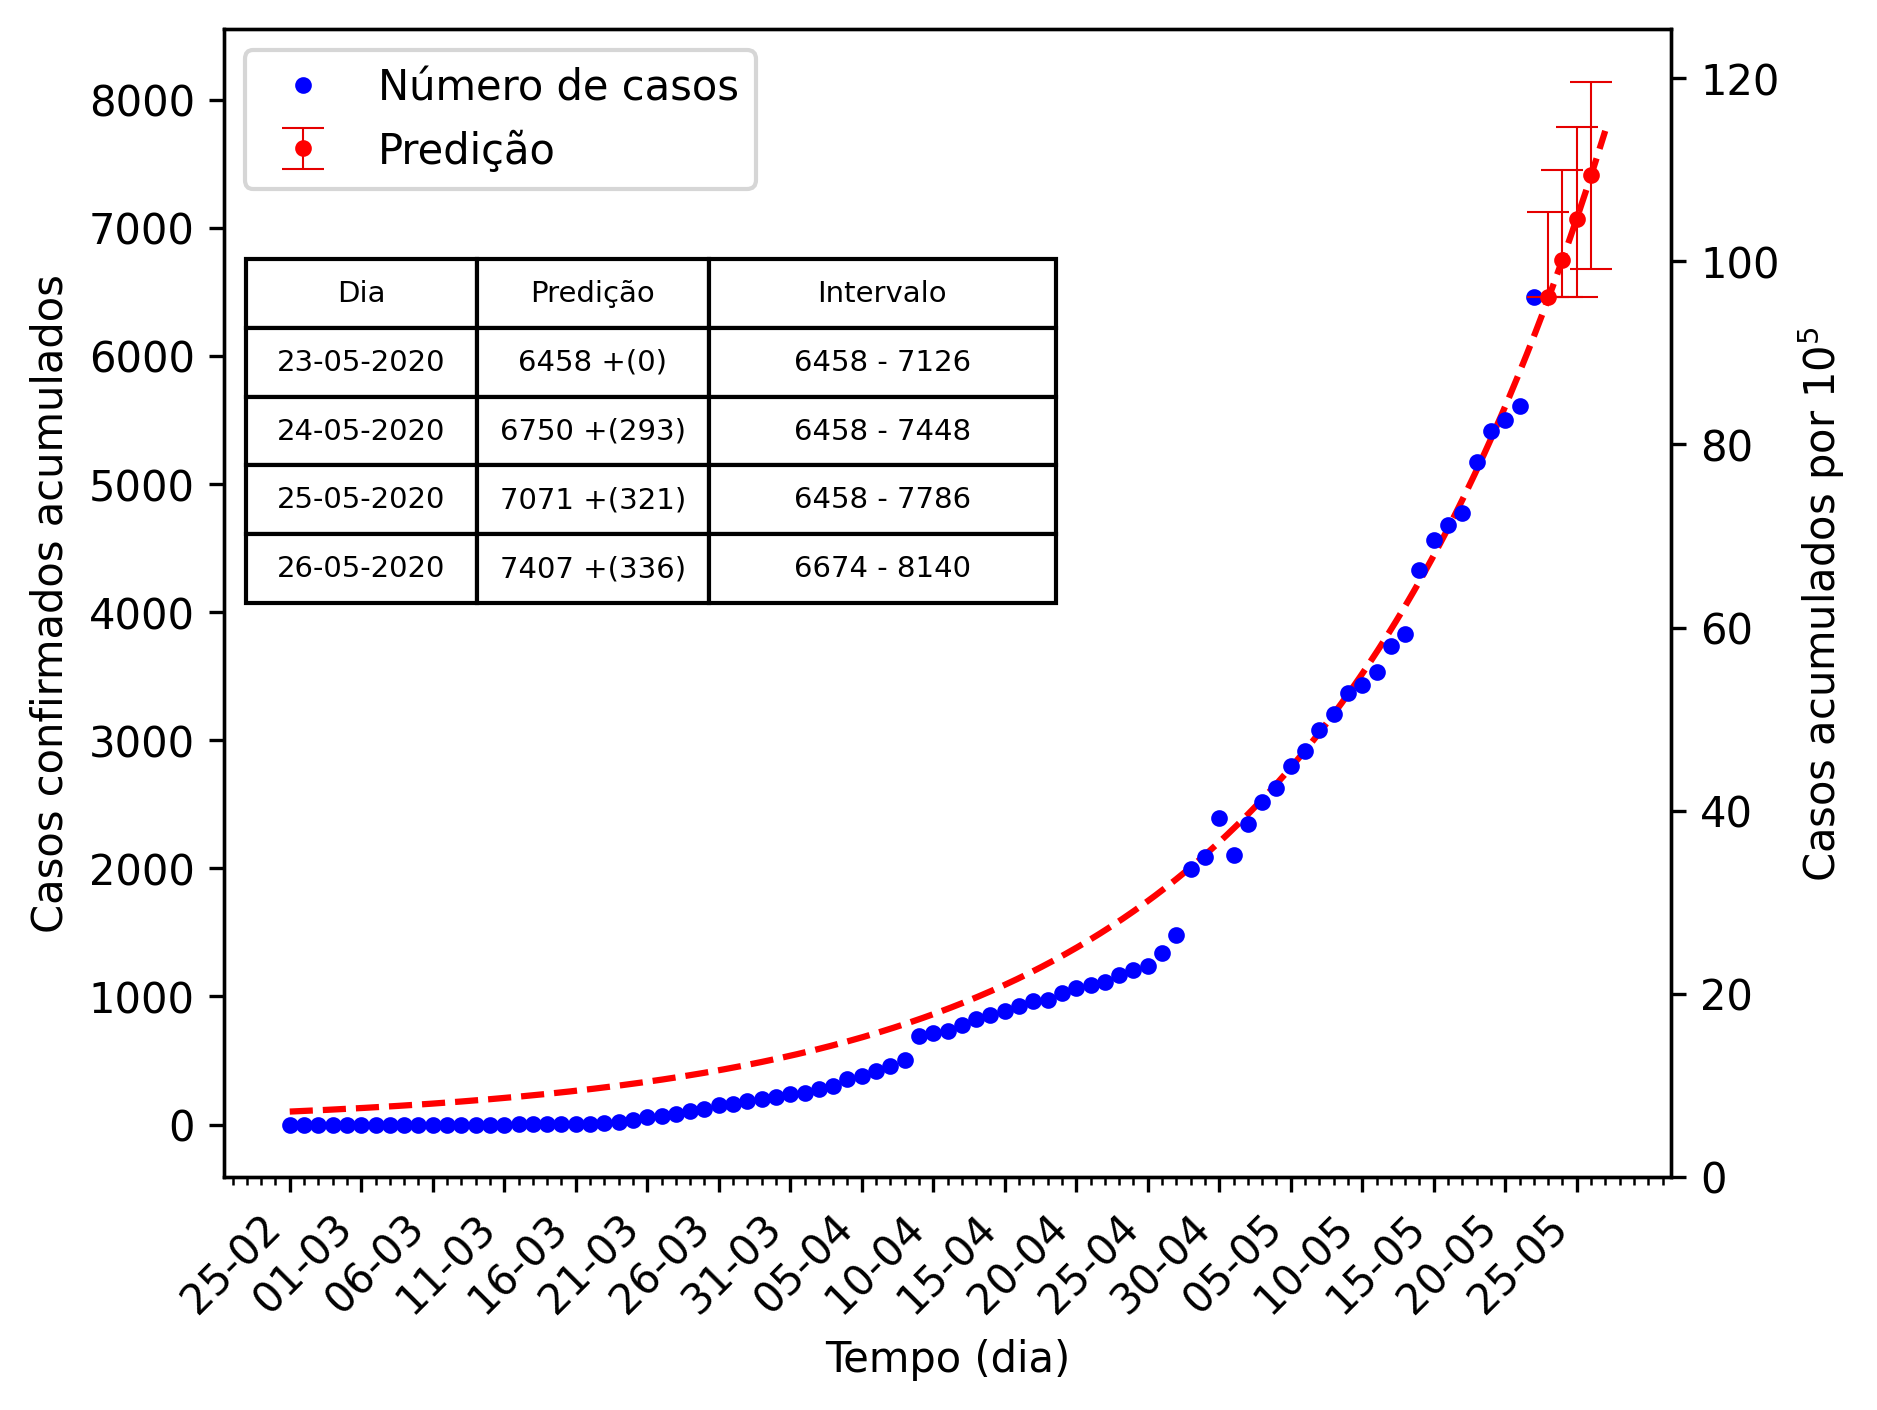 Número de casos
Predição
Casos confirmados acumulados
8000
7000
6000
5000
4000
3000
2000
1000
0
Dia Predição Intervalo
23-05-2020 6458 +(0) 6458 - 7126
24-05-2020 6750 +(293) 6458 - 7448
25-05-2020 7071 +(321) 6458 - 7786
26-05-2020 7407 +(336) 6674 - 8140
120
100
80
60
40
20
0
Casos acumulados por 10⁵
25-02 01-03 06-03 11-03 16-03 21-03 26-03 31-03 05-04 10-04 15-04 20-04 25-04 30-04 05-05 10-05 15-05 20-05 25-05
Tempo (dia)